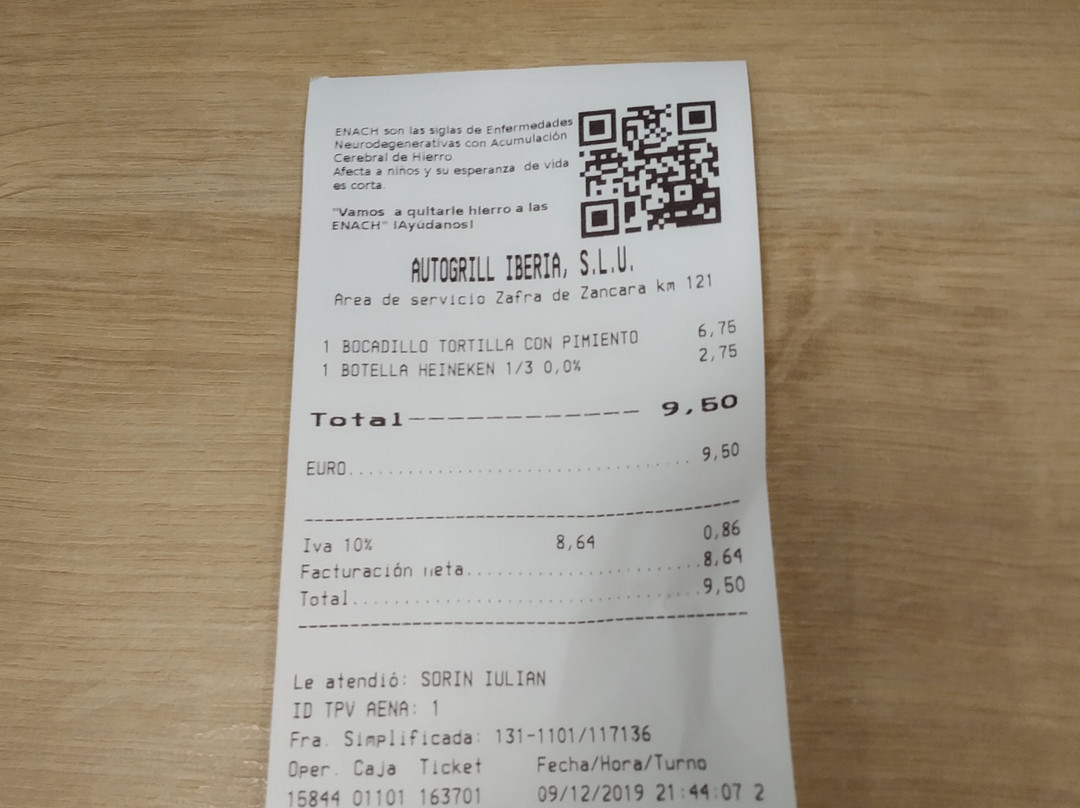 ENACH son las siglas de Enfermedades
Neurodegenerativas con Acumulación
Cerebral de Hierro
Afecta a niños y su esperanza de vida
es corta.
"Vamos a quitarle hierro a las
ENACH" ¡Ayúdanos!
AUTOGRILL IBERIA, S.L.U.
Area de servicio Zafra de Zancara km 121
1 BOCADILLO TORTILLA CON PIMIENTO 6,75
1 BOTELLA HEINEKEN 1/3 0,0% 2,75
Total------------ 9,50
EURO................................ 9,50
Iva 10% 8,64 0,86
Facturación neta.........................8,64
Total....................................9,50
Le atendió: SORIN IULIAN
ID TPV AENA: 1
Fra. Simplificada: 131-1101/117136
Oper. Caja Ticket Fecha/Hora/Turno
15844 01101 163701 09/12/2019 21:44:07 2